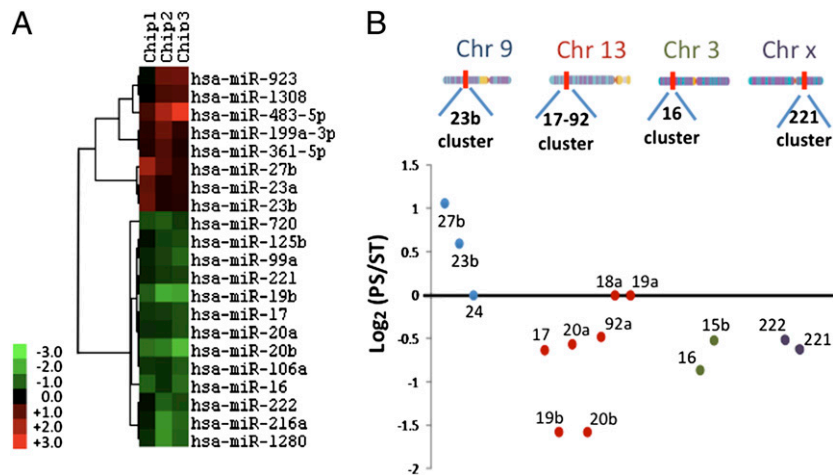 A
Chip1
Chip2
Chip3
hsa-miR-923
hsa-miR-1308
hsa-miR-483-5p
hsa-miR-199a-3p
hsa-miR-361-5p
hsa-miR-27b
hsa-miR-23a
hsa-miR-23b
hsa-miR-720
hsa-miR-125b
hsa-miR-99a
hsa-miR-221
hsa-miR-19b
hsa-miR-17
hsa-miR-20a
hsa-miR-20b
hsa-miR-106a
hsa-miR-16
hsa-miR-222
hsa-miR-216a
hsa-miR-1280
-3.0
-2.0
-1.0
0.0
+1.0
+2.0
+3.0
B
Chr 9
Chr 13
Chr 3
Chr x
23b cluster
17-92 cluster
16 cluster
221 cluster
Log2 (PS/ST)
1.5
1
0.5
0
-0.5
-1
-1.5
-2
27b
23b
24
18a
19a
17
20a
92a
19b
20b
15b
16
222
221